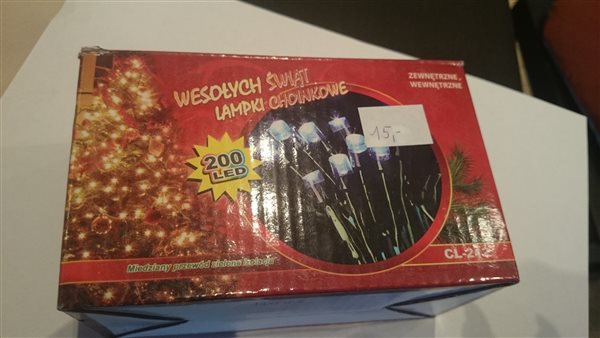 WESOŁYCH ŚWIĄT
LAMPKI CHOINKOWE
ZEWNĘTRZNE,
WEWNĘTRZNE
15,-
200
LED
Miedziany przewód zielona izolacja